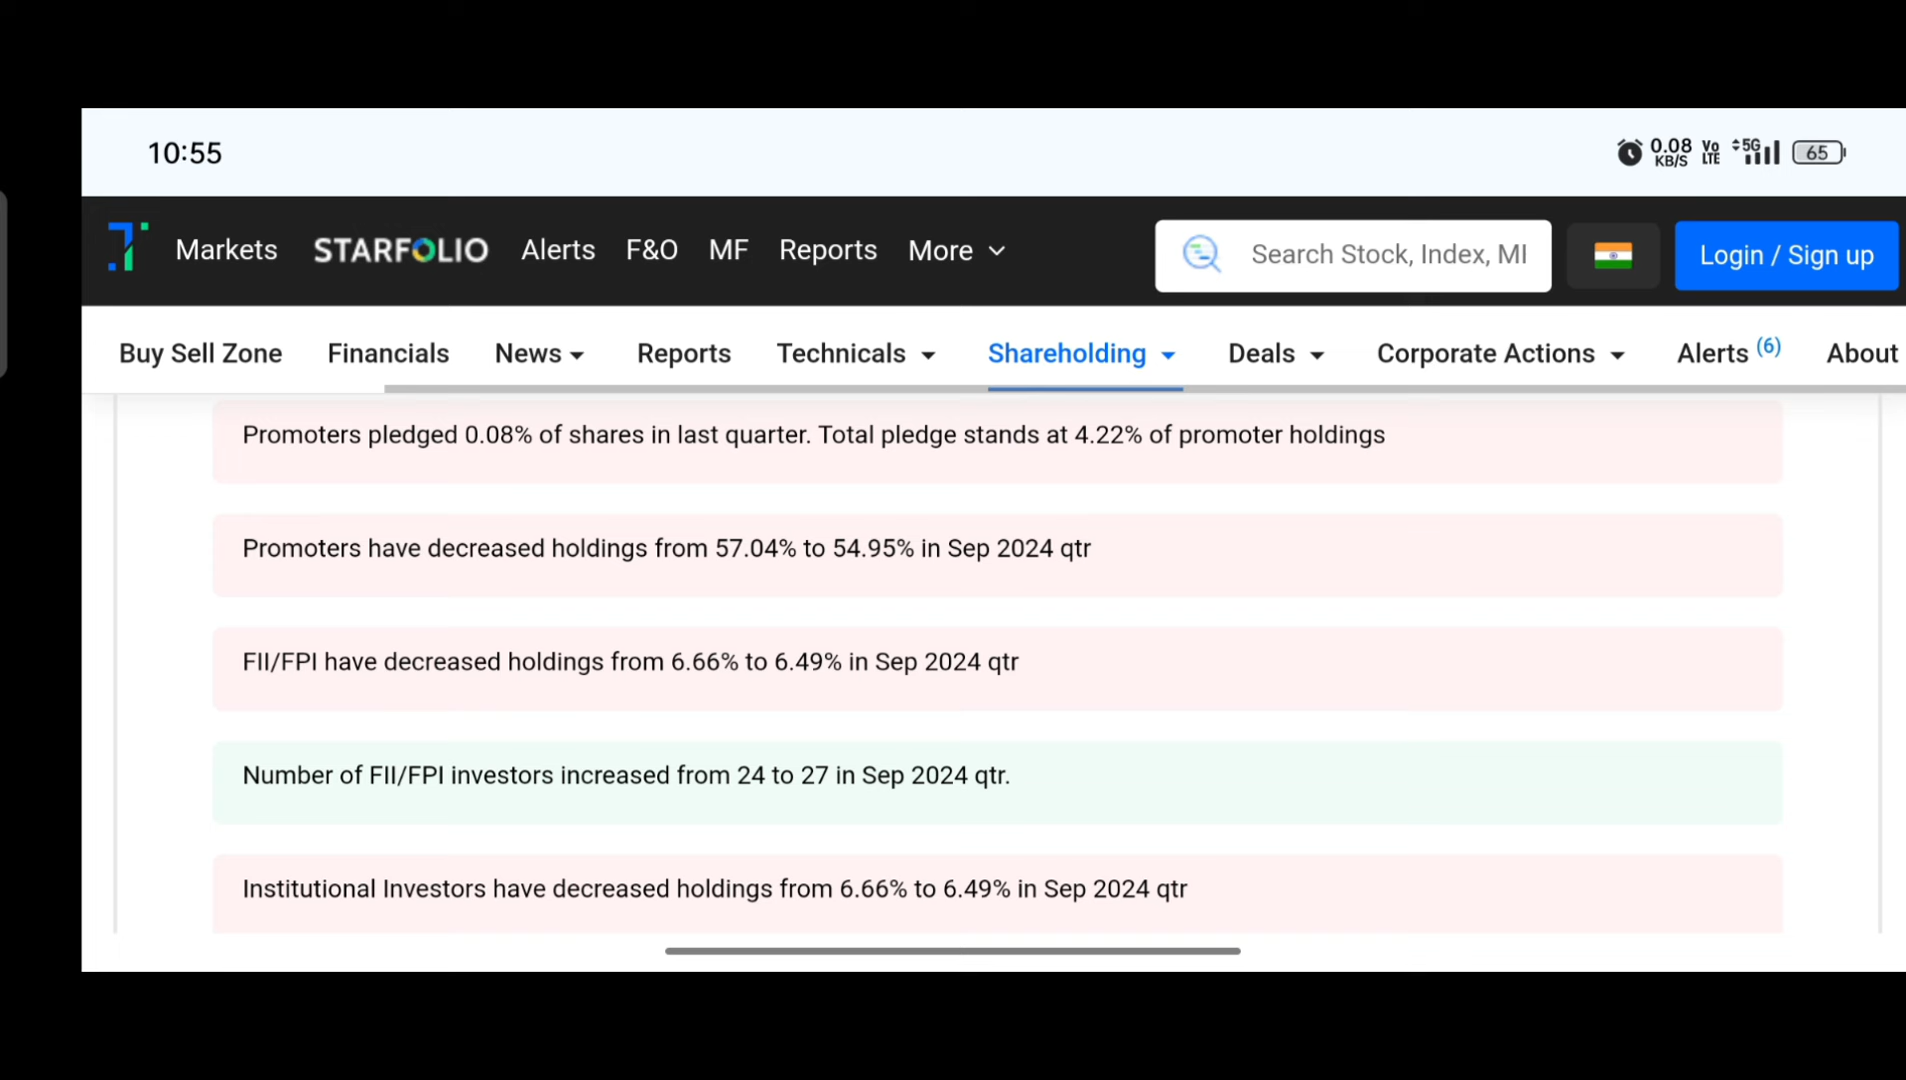 10:55
0.08 KB/S Vo LTE 5G 65
Markets STARFOLIO Alerts F&O MF Reports More Search Stock, Index, MI Login / Sign up
Buy Sell Zone Financials News Reports Technicals Shareholding Deals Corporate Actions Alerts (6) About
Promoters pledged 0.08% of shares in last quarter. Total pledge stands at 4.22% of promoter holdings
Promoters have decreased holdings from 57.04% to 54.95% in Sep 2024 qtr
FII/FPI have decreased holdings from 6.66% to 6.49% in Sep 2024 qtr
Number of FII/FPI investors increased from 24 to 27 in Sep 2024 qtr.
Institutional Investors have decreased holdings from 6.66% to 6.49% in Sep 2024 qtr